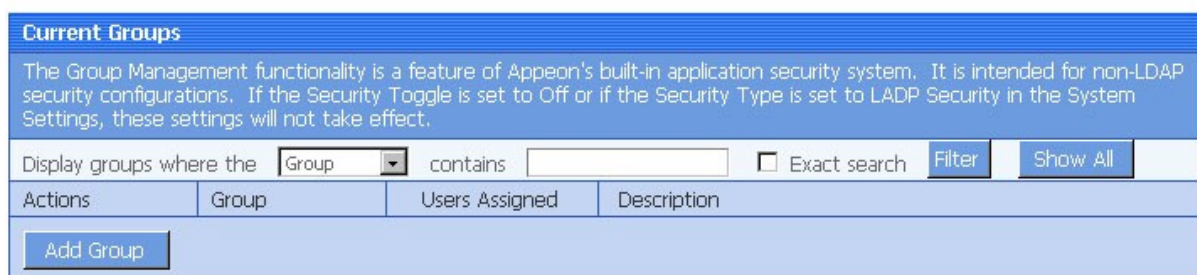 Current Groups
The Group Management functionality is a feature of Appeon's built-in application security system. It is intended for non-LDAP
security configurations. If the Security Toggle is set to Off or if the Security Type is set to LADP Security in the System
Settings, these settings will not take effect.
Display groups where the Group contains Exact search Filter Show All
Actions Group Users Assigned Description
Add Group